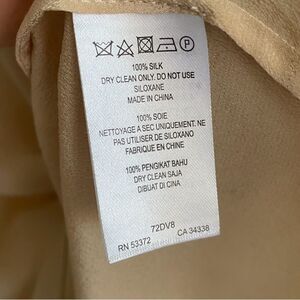 P
100% SILK
DRY CLEAN ONLY. DO NOT USE
SILOXANE
MADE IN CHINA
100% SOIE
NETTOYAGE A SEC UNIQUEMENT. NE
PAS UTILISER DE SILOXANO
FABRIQUE EN CHINE
100% PENGIKAT BAHU
DRY CLEAN SAJA
DIBUAT DI CINA
72DV8
RN 53372 CA 34338